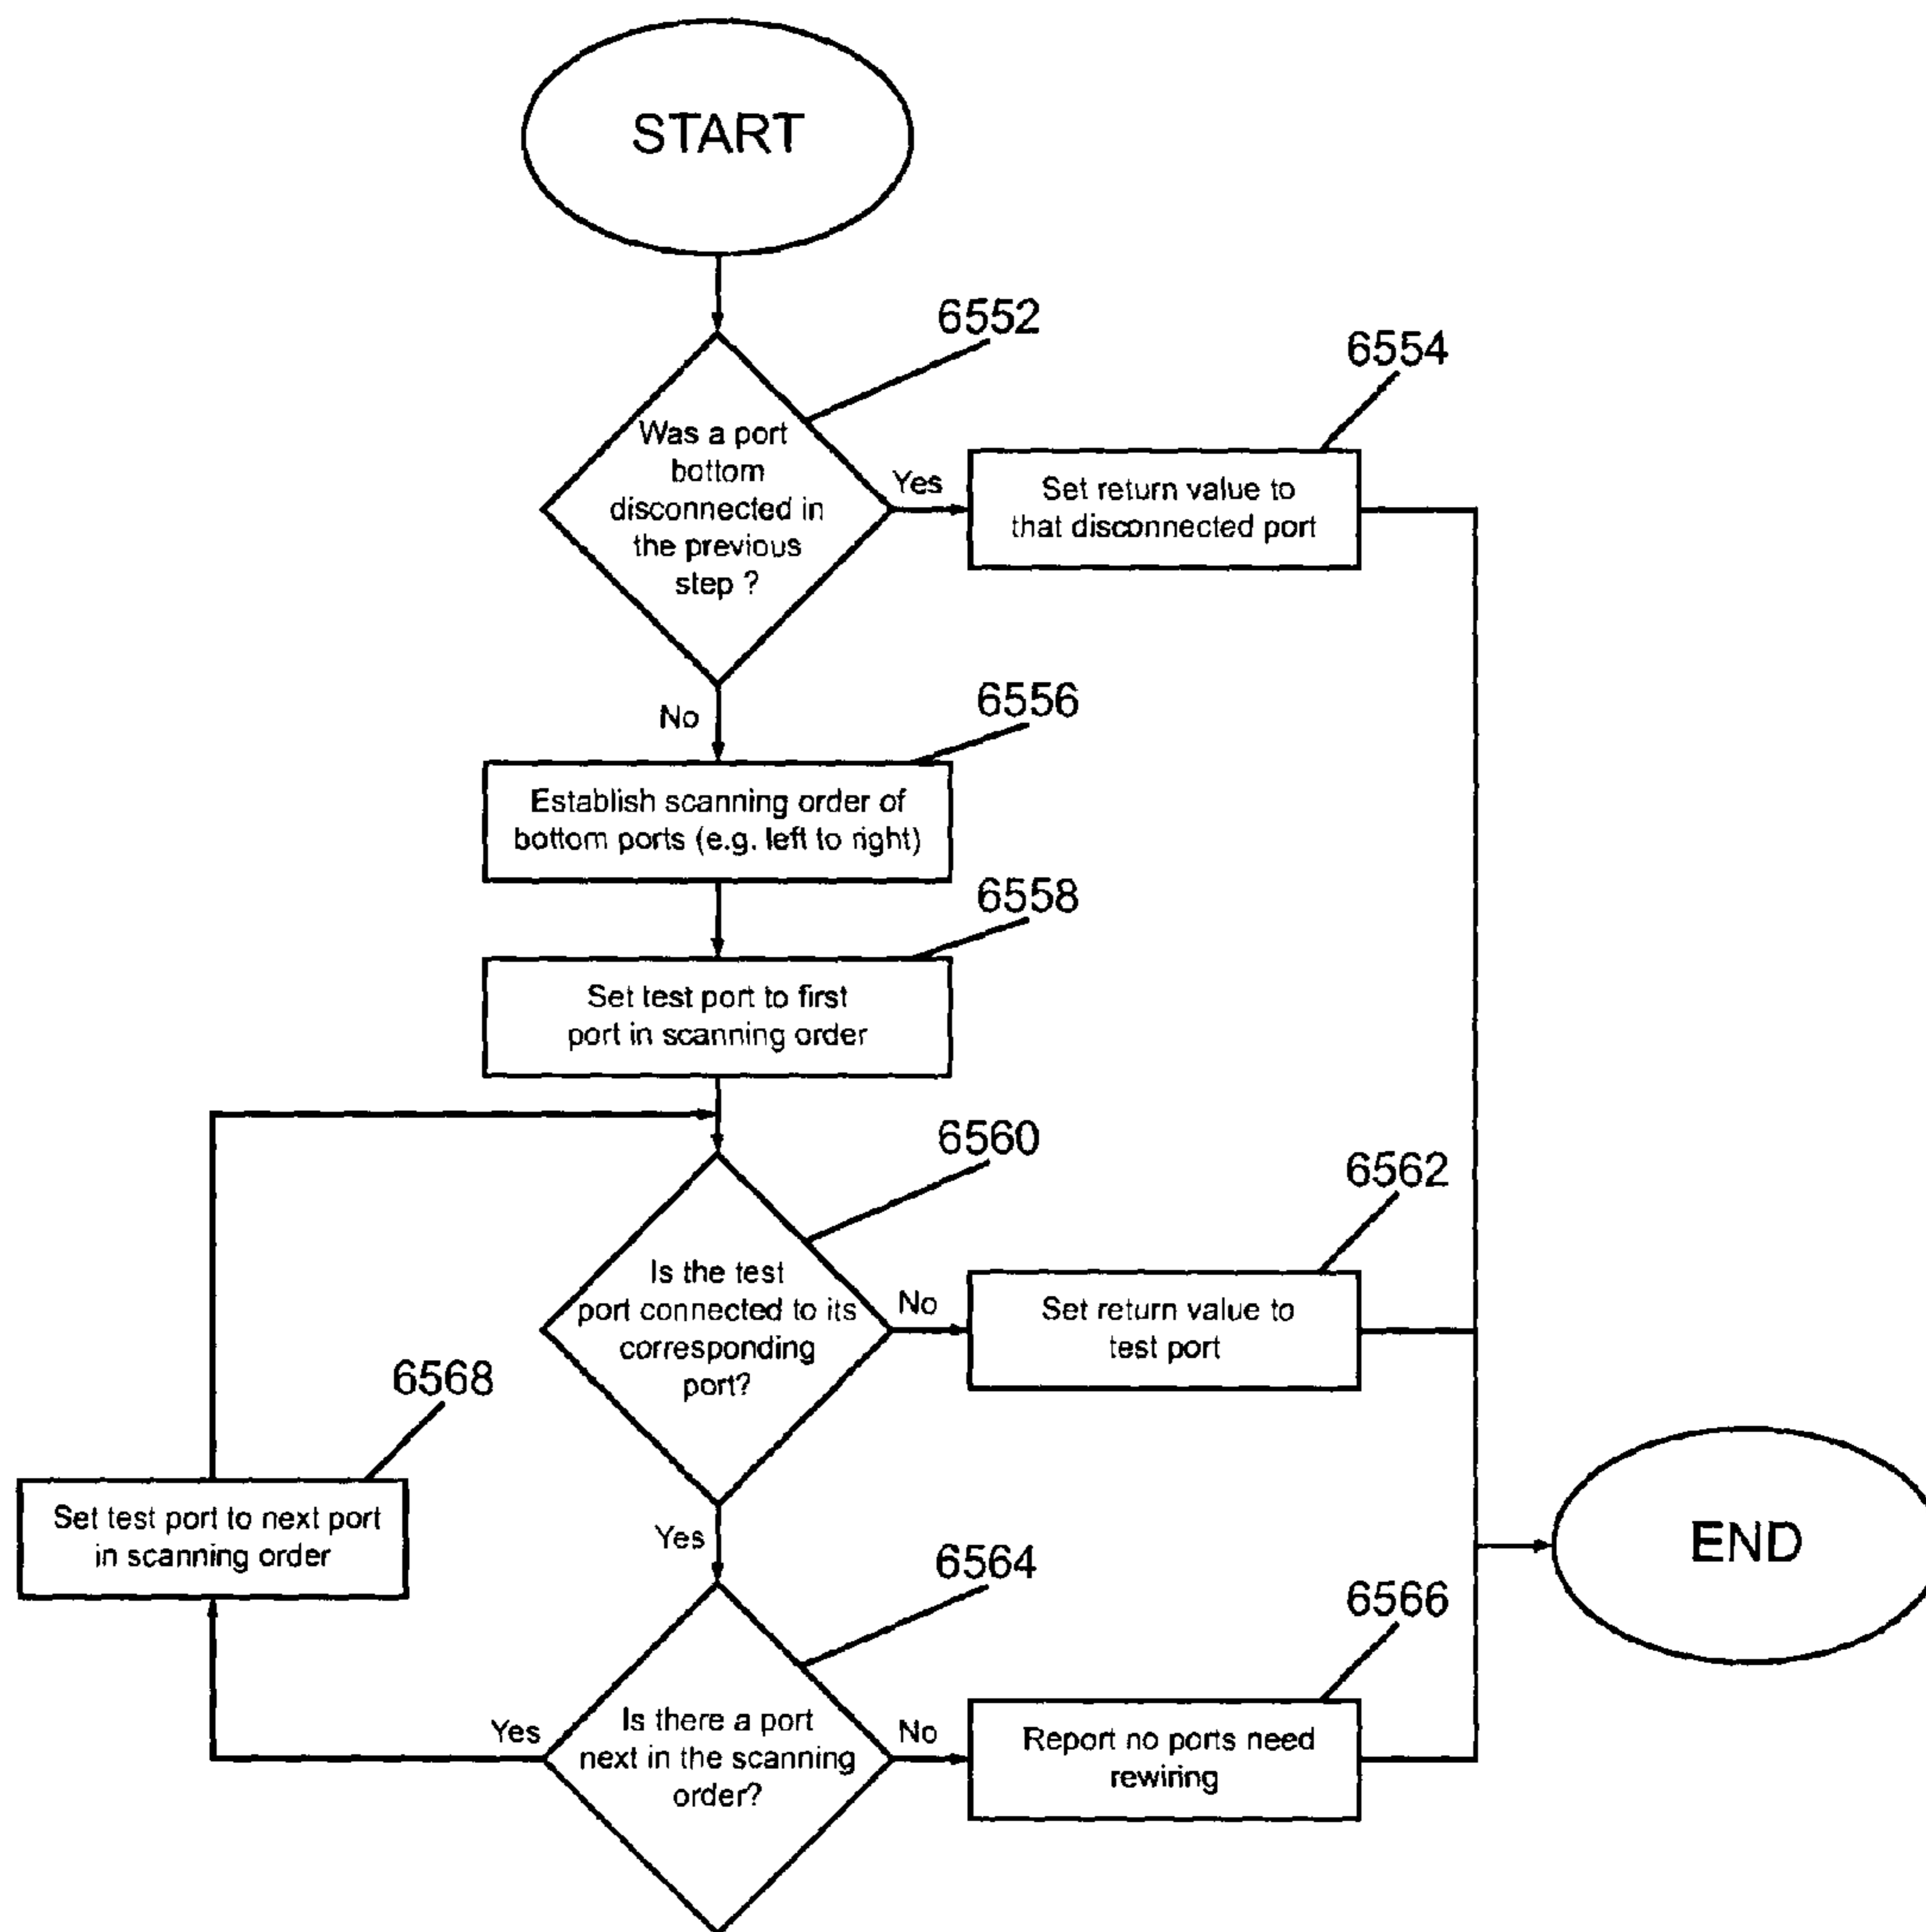 START
6552
6554
Was a port
bottom
disconnected in
the previous
step ?
Yes
Set return value to
that disconnected port
No
6556
Establish scanning order of
bottom ports (e.g. left to right)
6558
Set test port to first
port in scanning order
6560
6562
Is the test
port connected to its
corresponding
port?
No
Set return value to
test port
6568
Set test port to next port
in scanning order
Yes
END
6564
6566
Is there a port
next in the scanning
order?
Yes
No
Report no ports need
rewiring